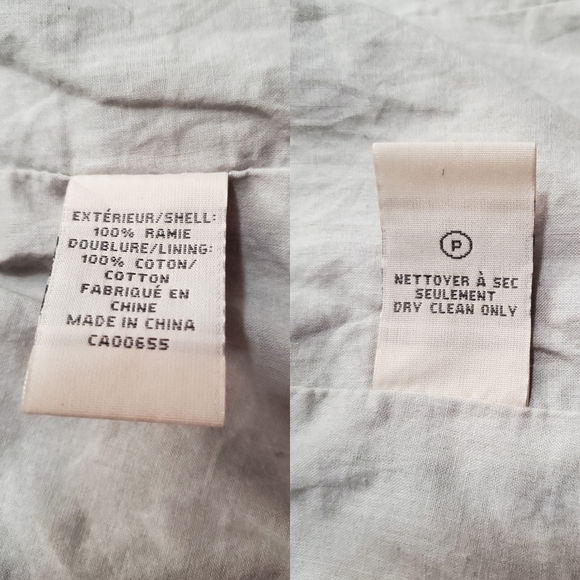 EXTÉRIEUR/SHELL:
100% RAMIE
DOUBLURE/LINING:
100% COTON/
COTTON
FABRIQUÉ EN
CHINE
MADE IN CHINA
CA00655
P
NETTOYER À SEC
SEULEMENT
DRY CLEAN ONLY